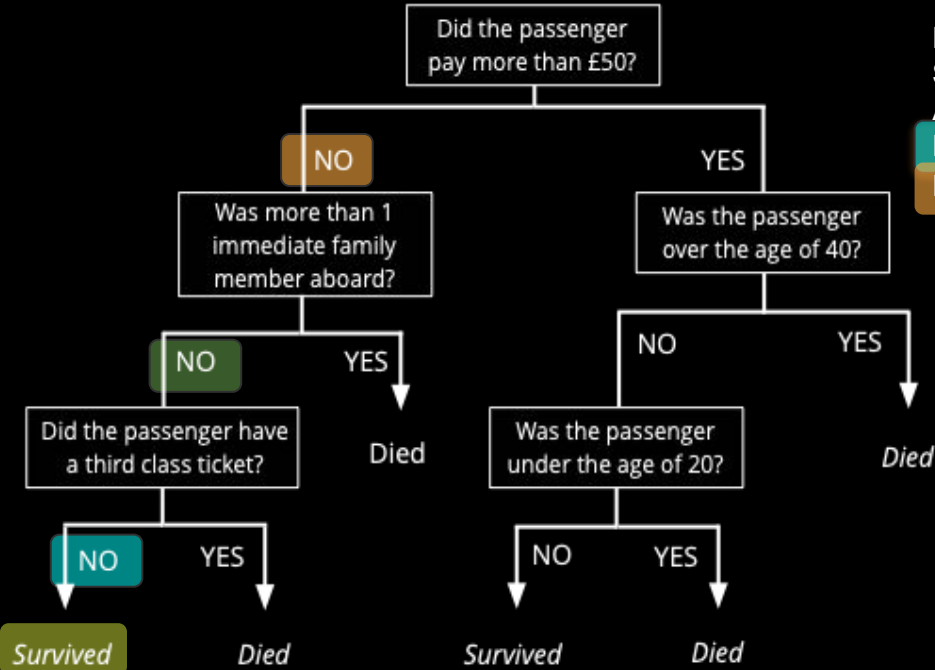 Did the passenger
pay more than £50?
NO
YES
Was more than 1
immediate family
member aboard?
Was the passenger
over the age of 40?
NO
YES
NO
YES
Did the passenger have
a third class ticket?
Died
Was the passenger
under the age of 20?
Died
NO
YES
NO
YES
Survived
Died
Survived
Died